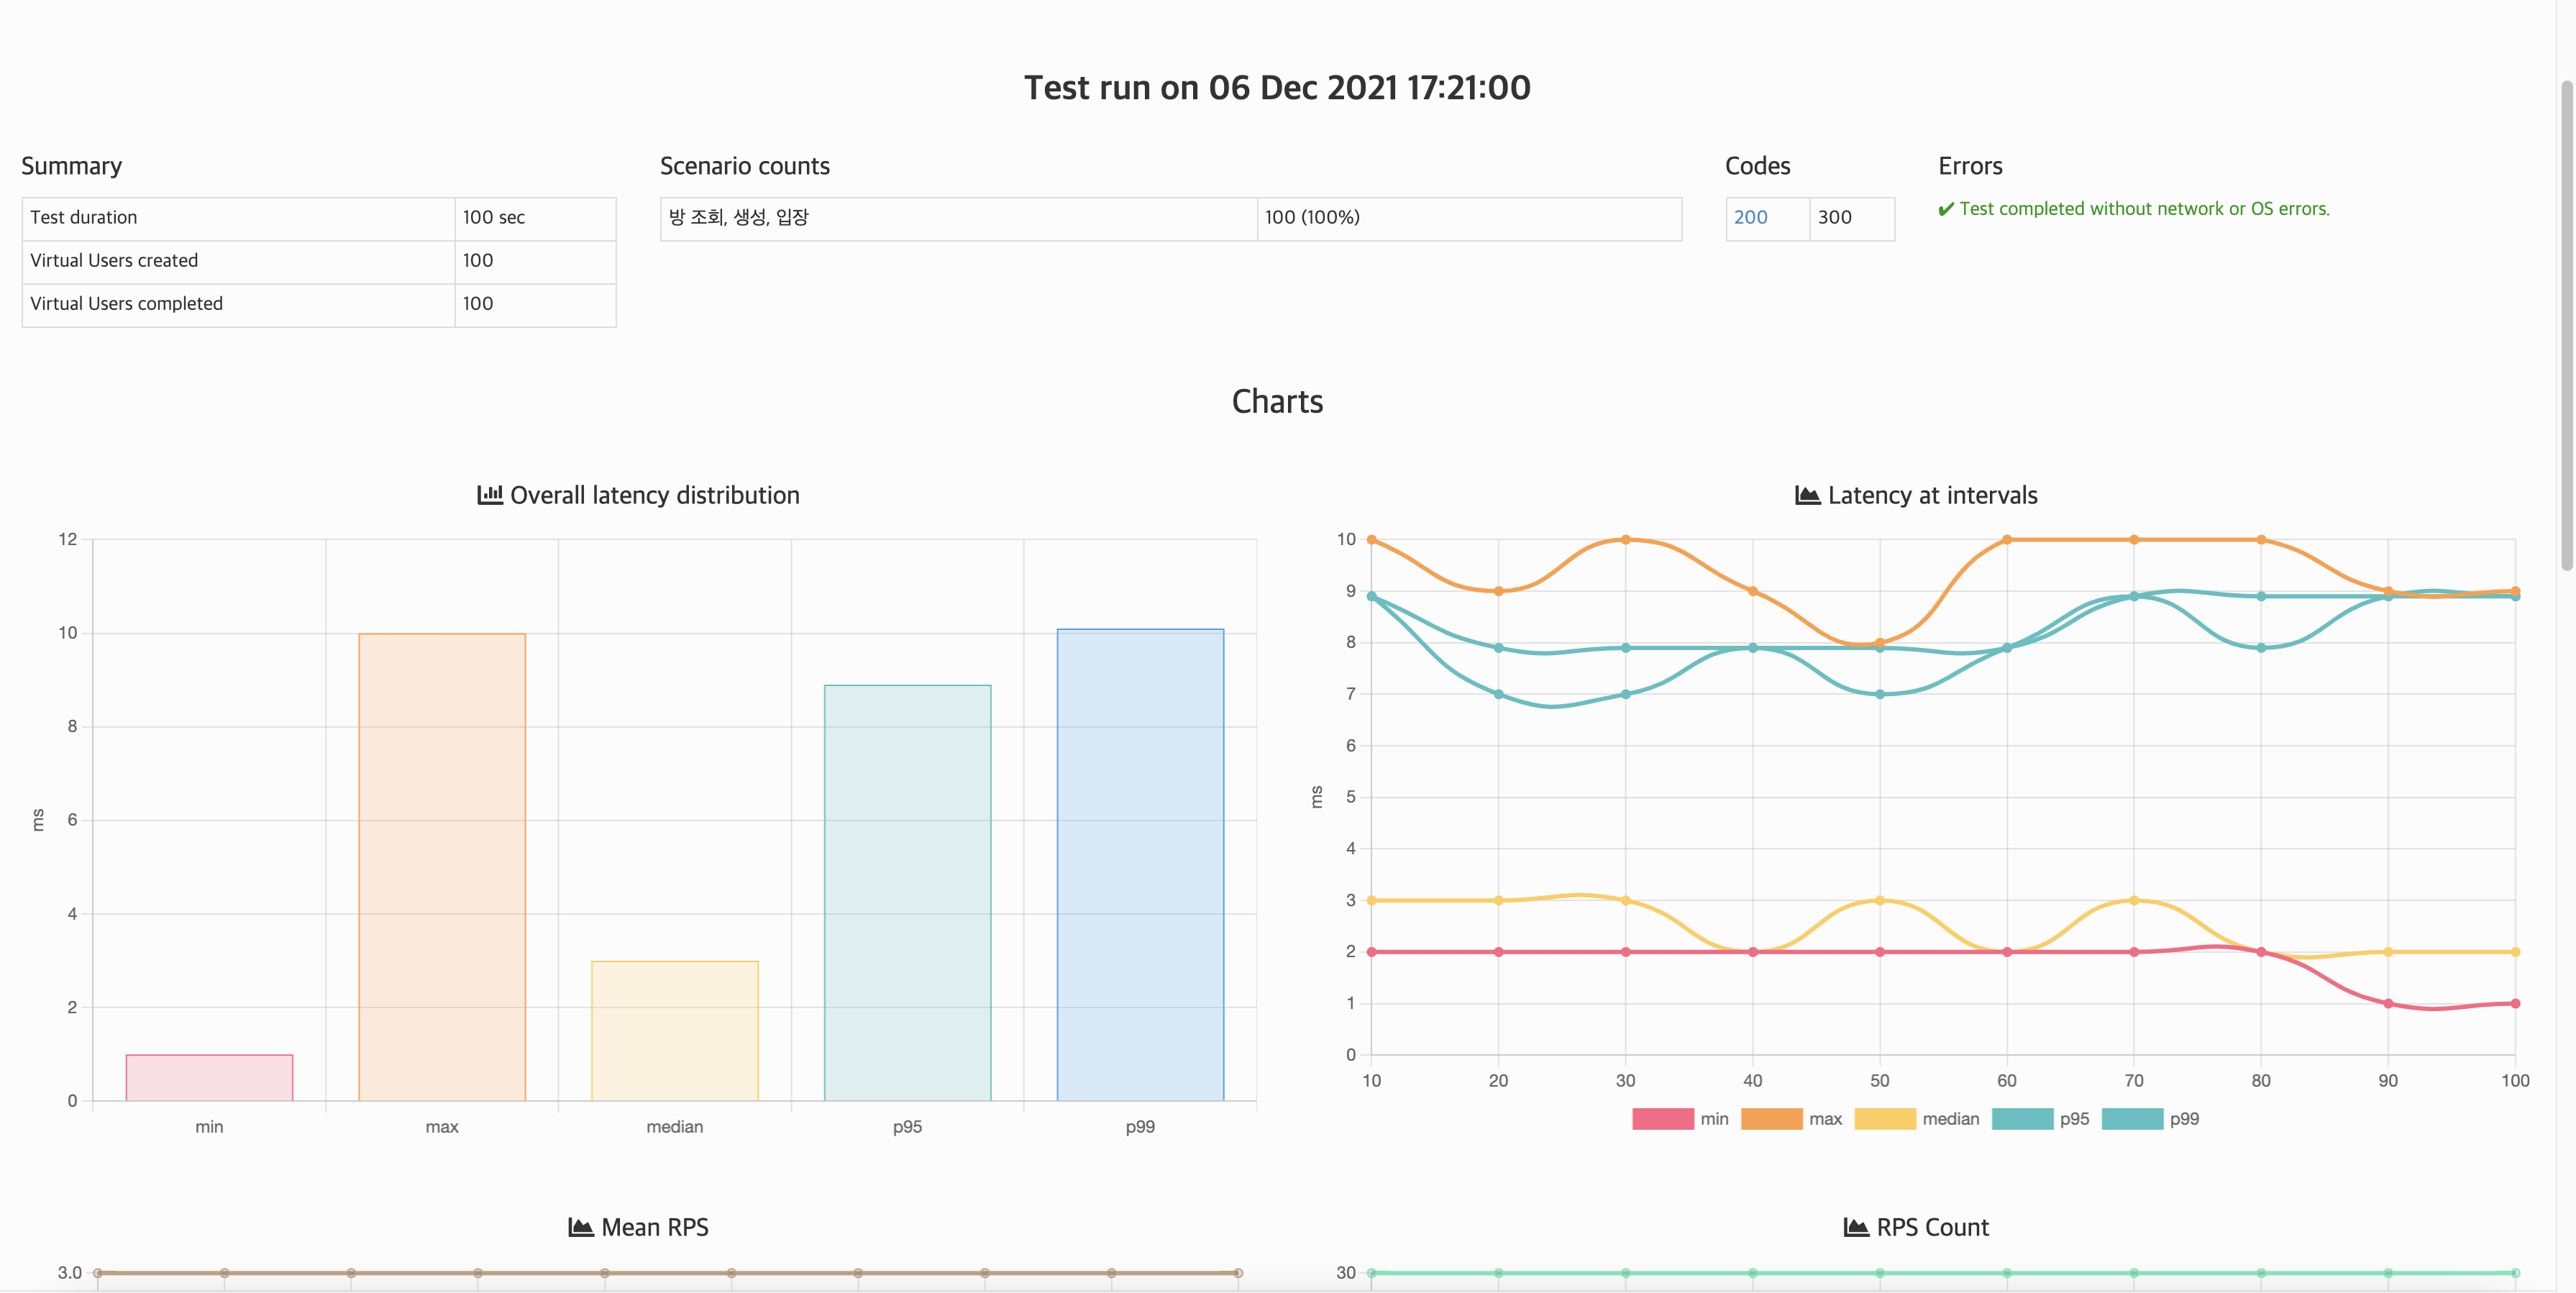 Test run on 06 Dec 2021 17:21:00
Summary
Test duration 100 sec
Virtual Users created 100
Virtual Users completed 100
Scenario counts
방 조회, 생성, 입장 100 (100%)
Codes
200 300
Errors
✔ Test completed without network or OS errors.
Charts
Overall latency distribution
12
10
8
6
4
2
0
ms
min max median p95 p99
Latency at intervals
10
9
8
7
6
5
4
3
2
1
0
ms
10 20 30 40 50 60 70 80 90 100
min max median p95 p99
Mean RPS
3.0
RPS Count
30